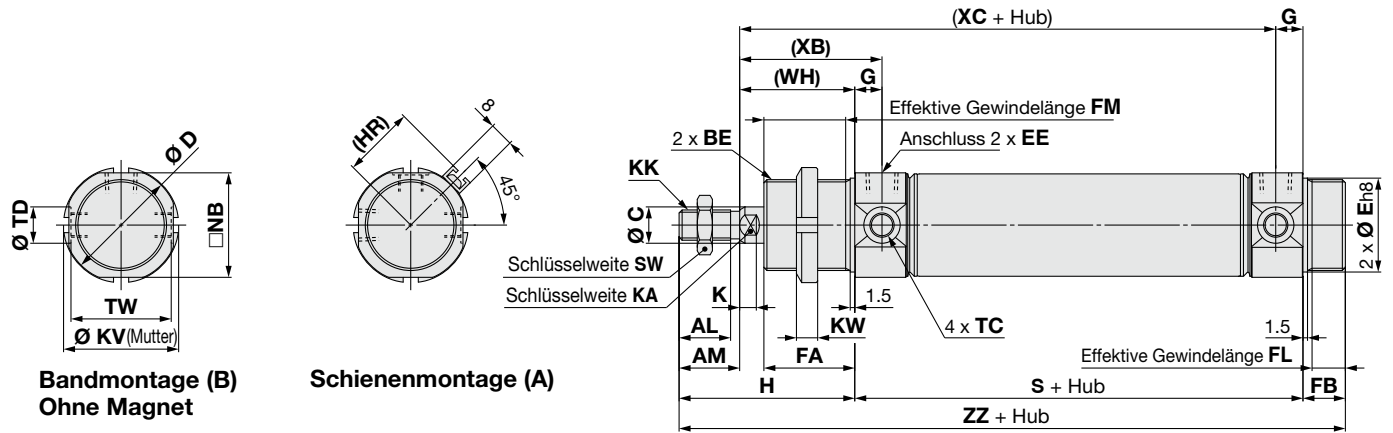 (XC + Hub)
G
(XB)
(WH)
G
Effektive Gewindelänge FM
Anschluss 2 x EE
2 x BE
KK
Ø C
Schlüsselweite SW
Schlüsselweite KA
K
AL
AM
H
KW
FA
1.5
4 x TC
1.5
Effektive Gewindelänge FL
FB
S + Hub
ZZ + Hub
2 x Ø Eh8
Ø D
Ø TD
□NB
TW
Ø KV(Mutter)
Bandmontage (B)
Ohne Magnet
(HR)
8
45°
Schienenmontage (A)